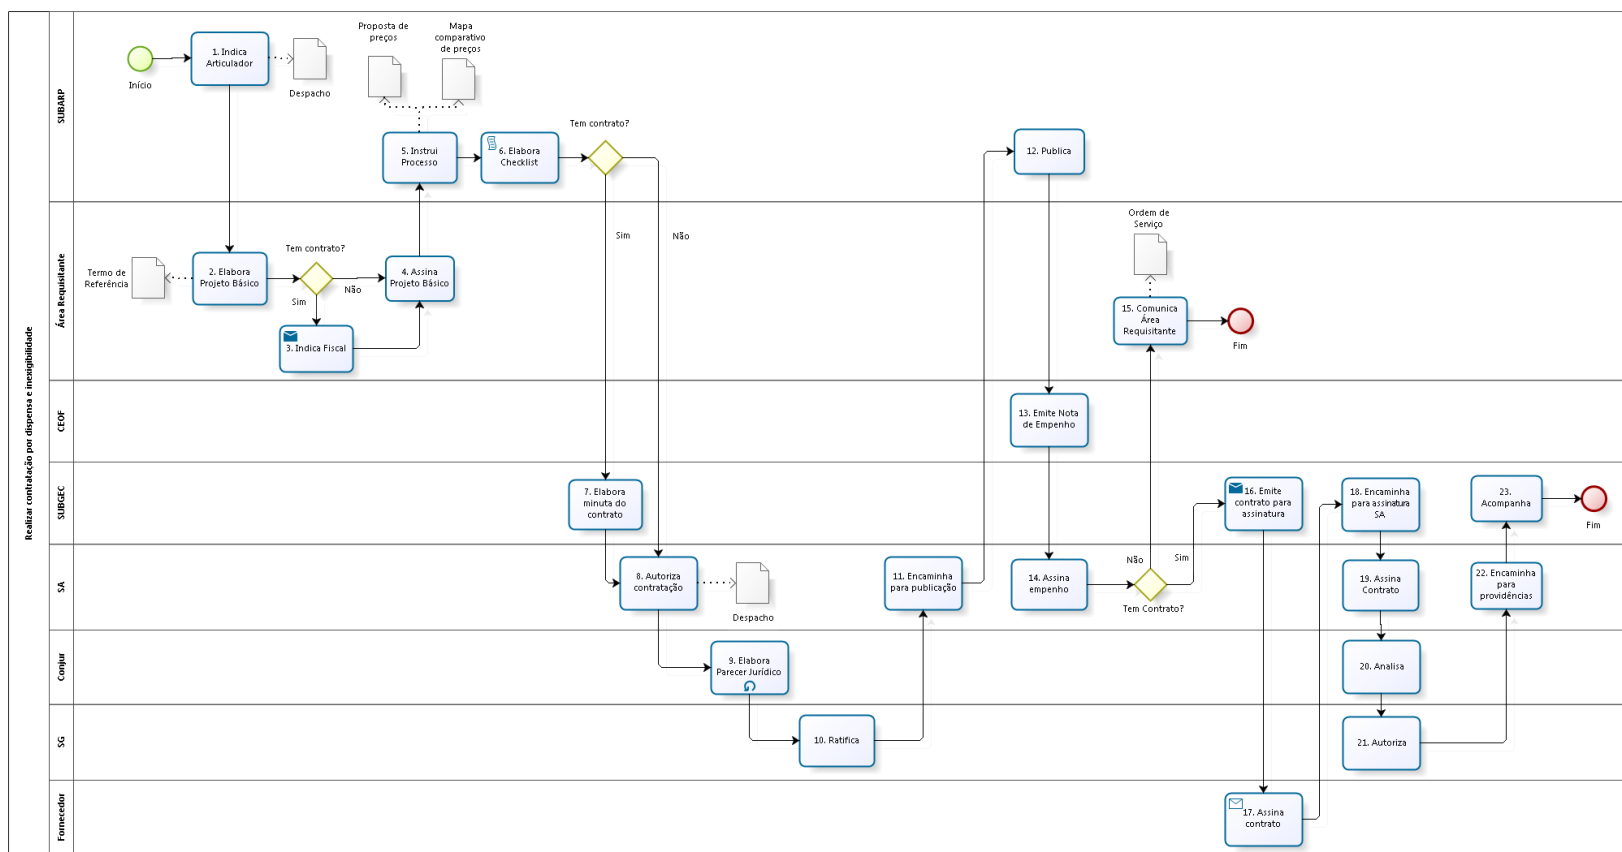 Realizar contratação por dispensa e inexigibilidade
SUBARP
Início
1. Indica
Articulador
Despacho
Proposta de
preços
Mapa
comparativo
de preços
5. Instrui
Processo
6. Elabora
Checklist
Tem contrato?
Sim
Não
12. Publica
Área Requisitante
Termo de
Referência
2. Elabora
Projeto Básico
Tem contrato?
Sim
Não
3. Indica Fiscal
4. Assina
Projeto Básico
Ordem de
Serviço
15. Comunica
Área
Requisitante
Fim
CEOF
13. Emite Nota
de Empenho
SUBGEC
7. Elabora
minuta do
contrato
16. Emite
contrato para
assinatura
18. Encaminha
para assinatura
SA
23.
Acompanha
Fim
SA
8. Autoriza
contratação
Despacho
11. Encaminha
para publicação
14. Assina
empenho
Não
Sim
Tem Contrato?
19. Assina
Contrato
22. Encaminha
para
providências
Conjur
9. Elabora
Parecer Jurídico
20. Analisa
SG
10. Ratifica
21. Autoriza
Fornecedor
17. Assina
contrato